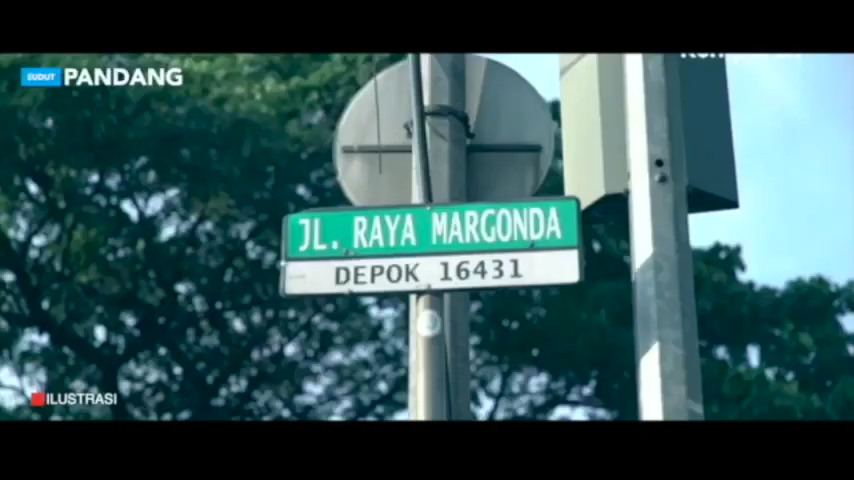 SUDUT PANDANG
JL. RAYA MARGONDA
DEPOK 16431
ILUSTRASI